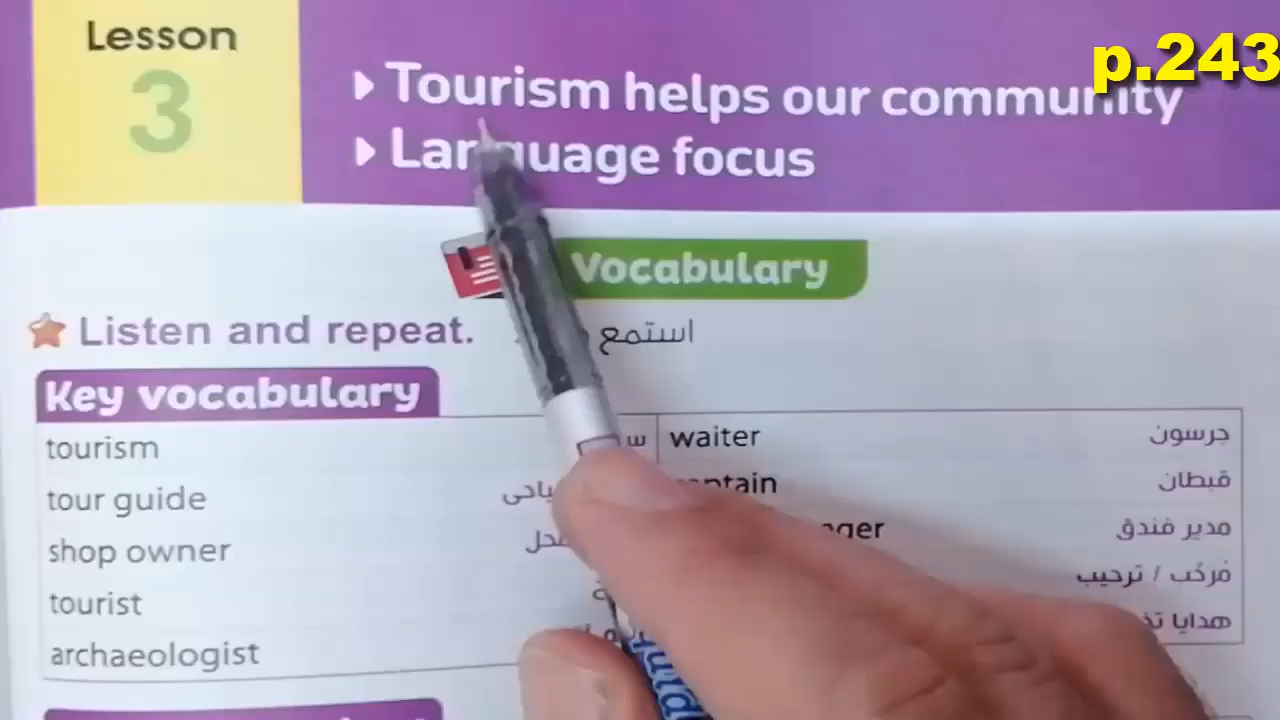 Lesson
3
p.243
Tourism helps our community
Language focus
Vocabulary
Listen and repeat.
استمع
Key vocabulary
tourism
tour guide
shop owner
tourist
archaeologist
waiter
جرسون
قبطان
مدير فندق
مُركب / ترحيب
هدايا